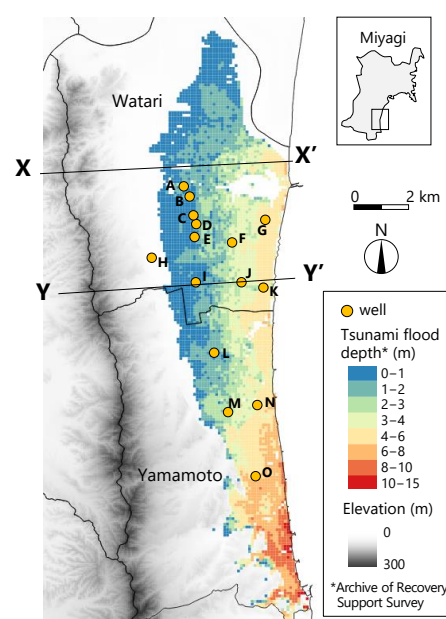 Miyagi
Watari
X
X'
A
B
C
D
E
F
G
H
I
J
K
Y
Y'
L
M
N
O
Yamamoto
0 2 km
N
well
Tsunami flood
depth* (m)
0−1
1−2
2−3
3−4
4−6
6−8
8−10
10−15
Elevation (m)
0
300
*Archive of Recovery
Support Survey